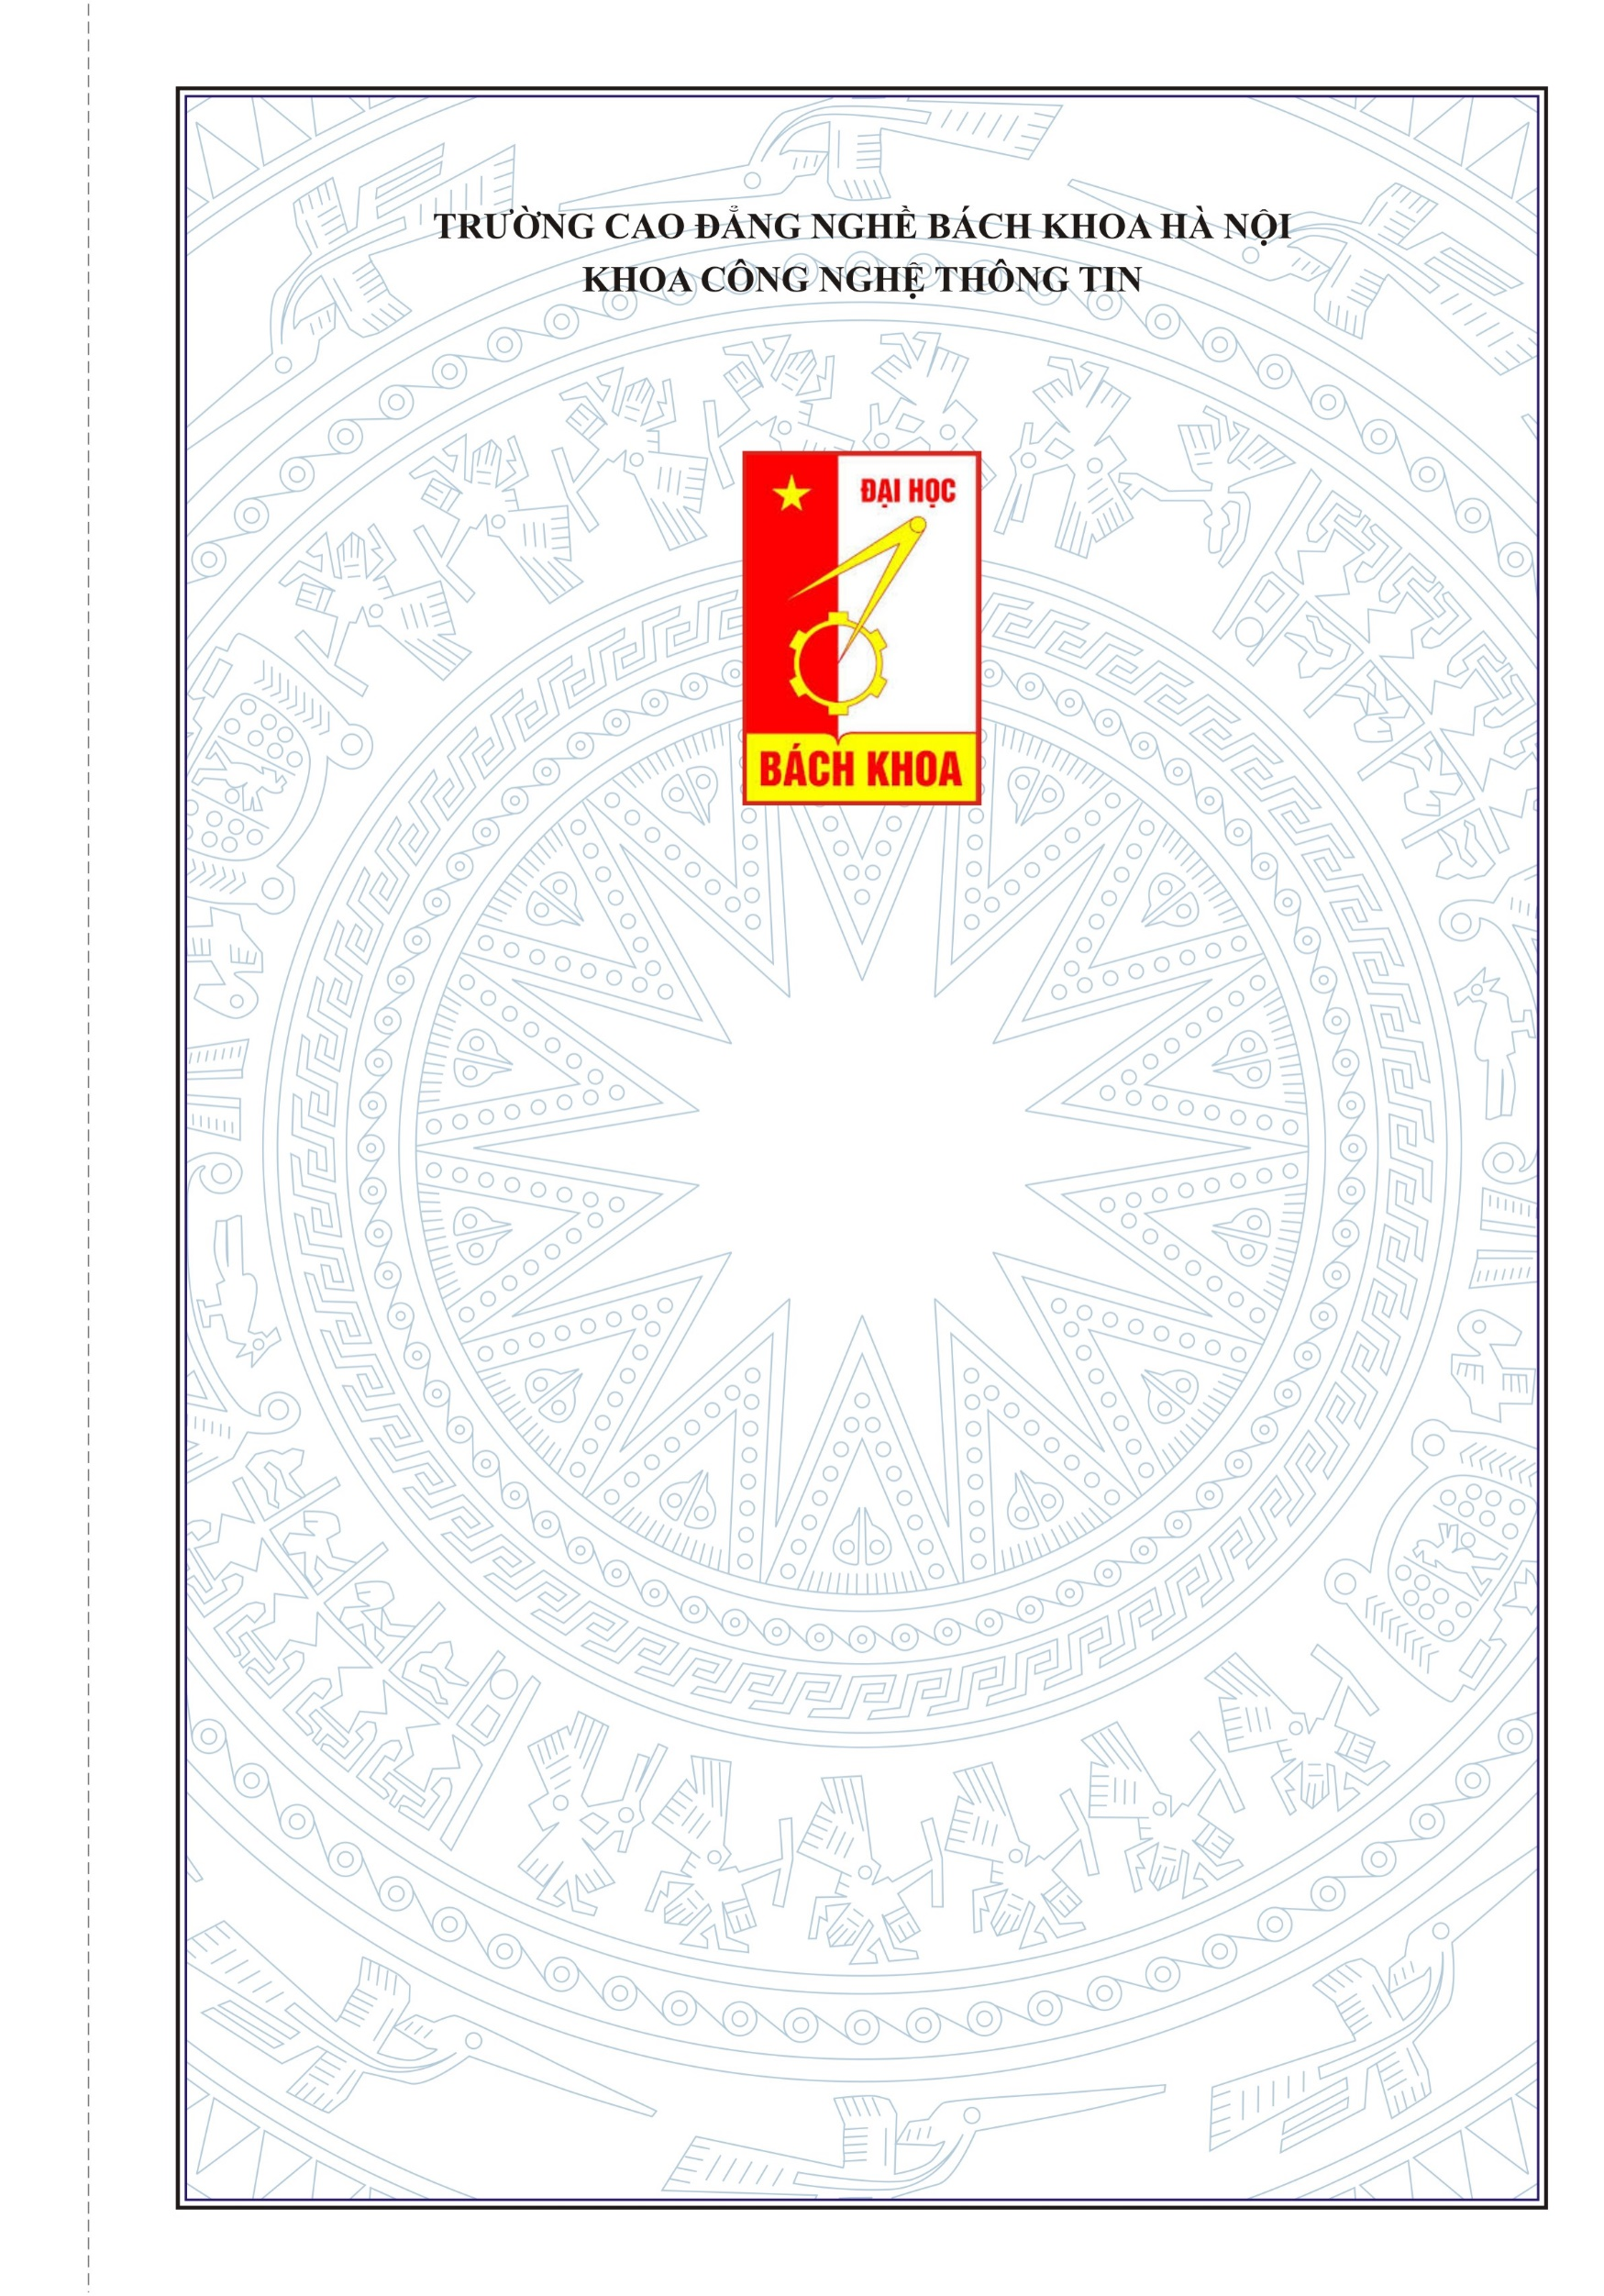 TRƯỜNG CAO ĐẲNG NGHỀ BÁCH KHOA HÀ NỘI
KHOA CÔNG NGHỆ THÔNG TIN
ĐẠI HỌC
BÁCH KHOA